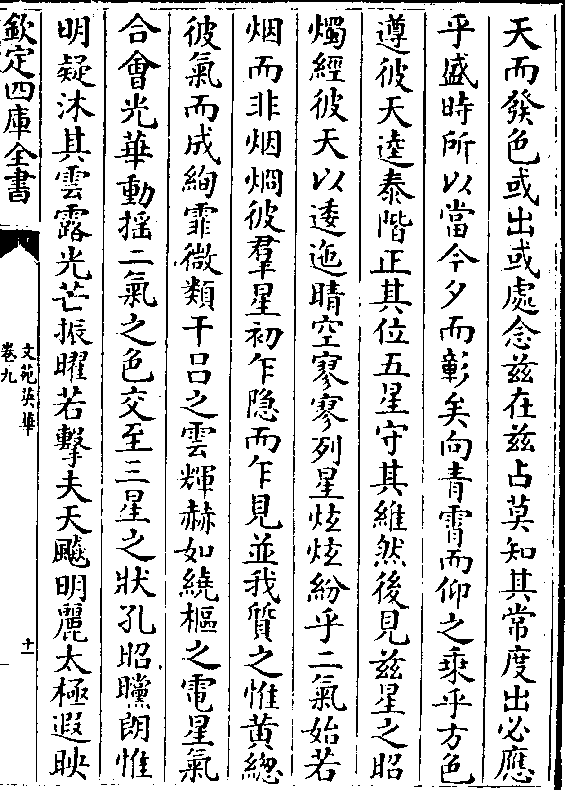 天而發色或出或處念兹在兹占莫知其常度出必應
乎盛時所以當今夕而彰矣向青霄而仰之乘乎方色
遵彼天逵泰階正其位五星守其維然後見兹星之昭
燭經彼天以逶迤晴空寥寥列星炫炫紛乎二氣始若
烟而非烟烱彼羣星初乍隐而乍見並我質之惟黄總
彼氣而成絢霏微類干吕之雲輝赫如繞樞之電星氣
合會光華動揺二氣之色交至三星之狀孔昭曭朗惟
明疑沐其雲露光芒振曜若擊夫天飈明麗太極遐映
欽定四庫全書
文苑英華
卷九
十一